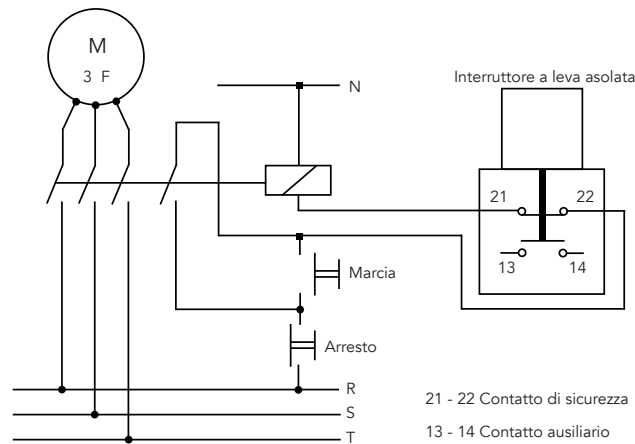 M
3 F
N
Interruttore a leva asolata
21
22
13
14
Marcia
Arresto
R
S
T
21 - 22 Contatto di sicurezza
13 - 14 Contatto ausiliario